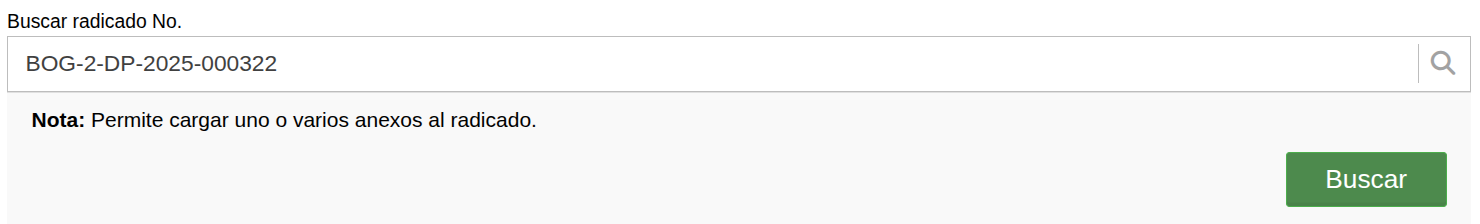 Buscar radicado No.
BOG-2-DP-2025-000322
Nota: Permite cargar uno o varios anexos al radicado.
Buscar